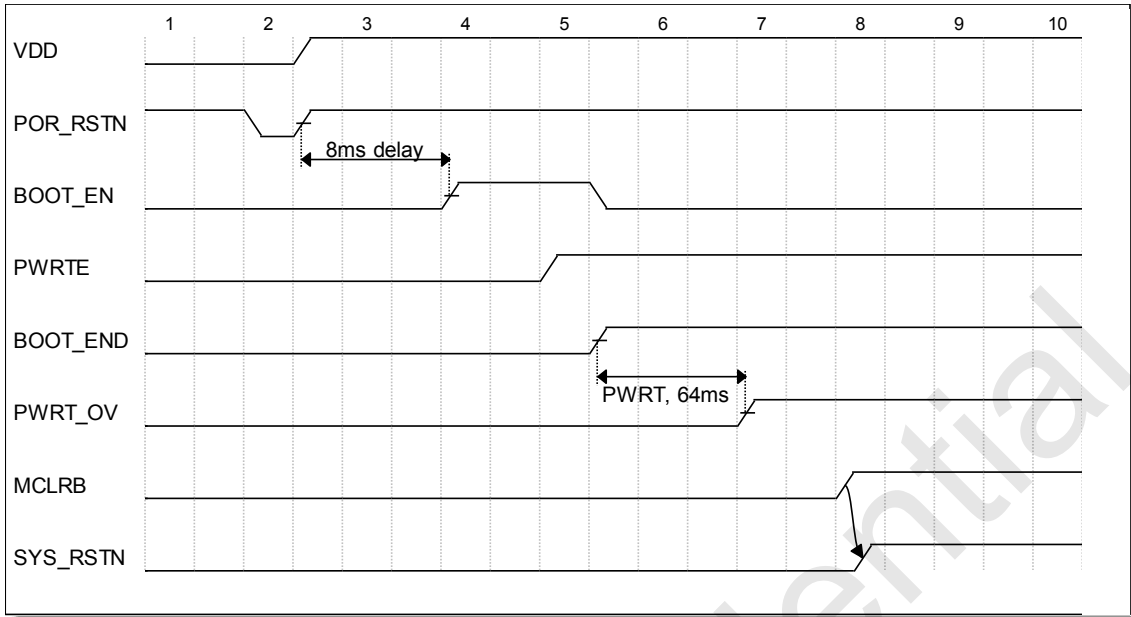 1 2 3 4 5 6 7 8 9 10
VDD
POR_RSTN
8ms delay
BOOT_EN
PWRTE
BOOT_END
PWRT, 64ms
PWRT_OV
MCLRB
SYS_RSTN